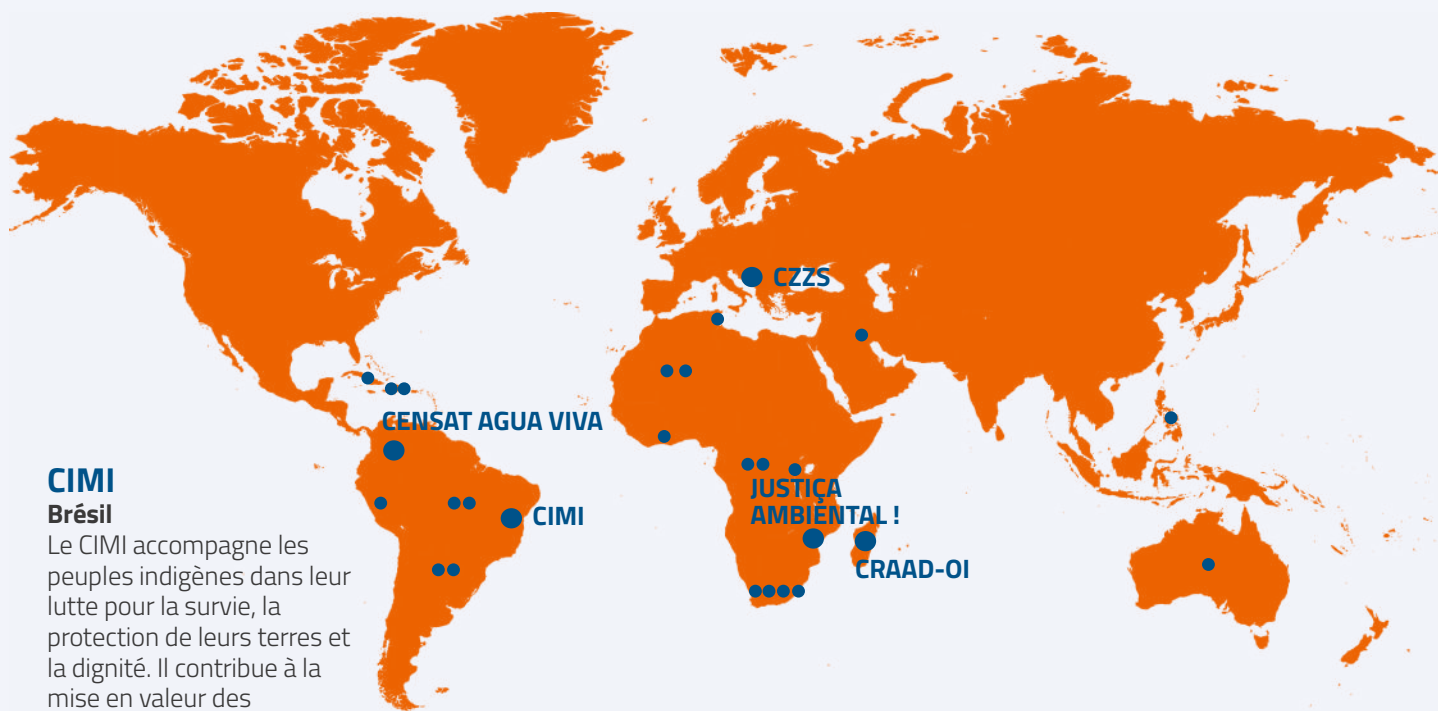 CZZS
CENSAT AGUA VIVA
CIMI
Brésil
Le CIMI accompagne les
peuples indigènes dans leur
lutte pour la survie, la
protection de leurs terres et
la dignité. Il contribue à la
mise en valeur des
CIMI
JUSTIÇA
AMBIENTAL !
CRAAD-OI